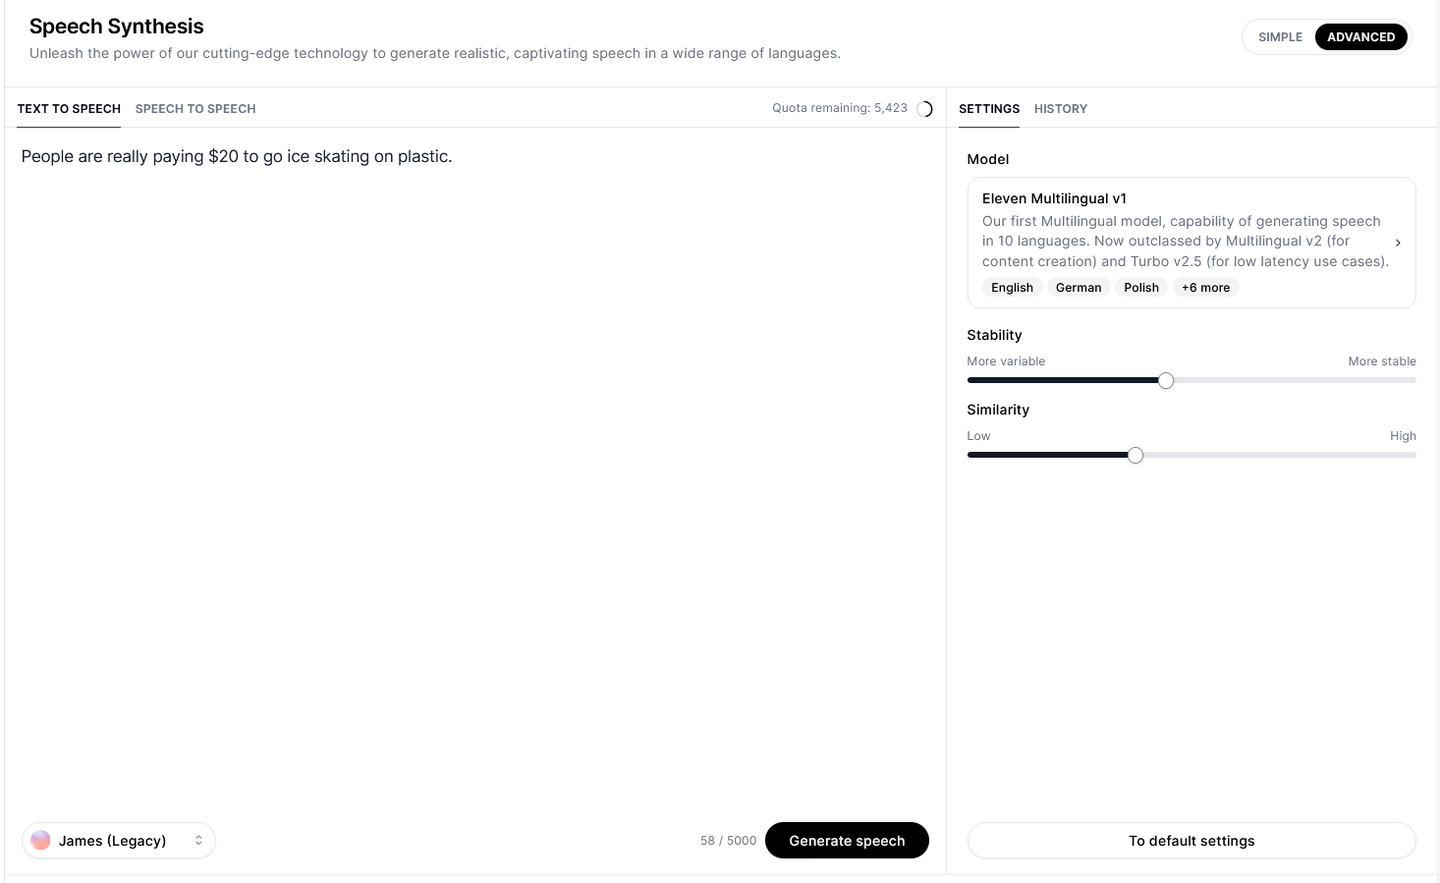 Speech Synthesis
Unleash the power of our cutting-edge technology to generate realistic, captivating speech in a wide range of languages.
SIMPLE ADVANCED
TEXT TO SPEECH SPEECH TO SPEECH Quota remaining: 5,423
People are really paying $20 to go ice skating on plastic.
James (Legacy) 58 / 5000 Generate speech
SETTINGS HISTORY
Model
Eleven Multilingual v1
Our first Multilingual model, capability of generating speech
in 10 languages. Now outclassed by Multilingual v2 (for
content creation) and Turbo v2.5 (for low latency use cases).
English German Polish +6 more
Stability
More variable More stable
Similarity
Low High
To default settings